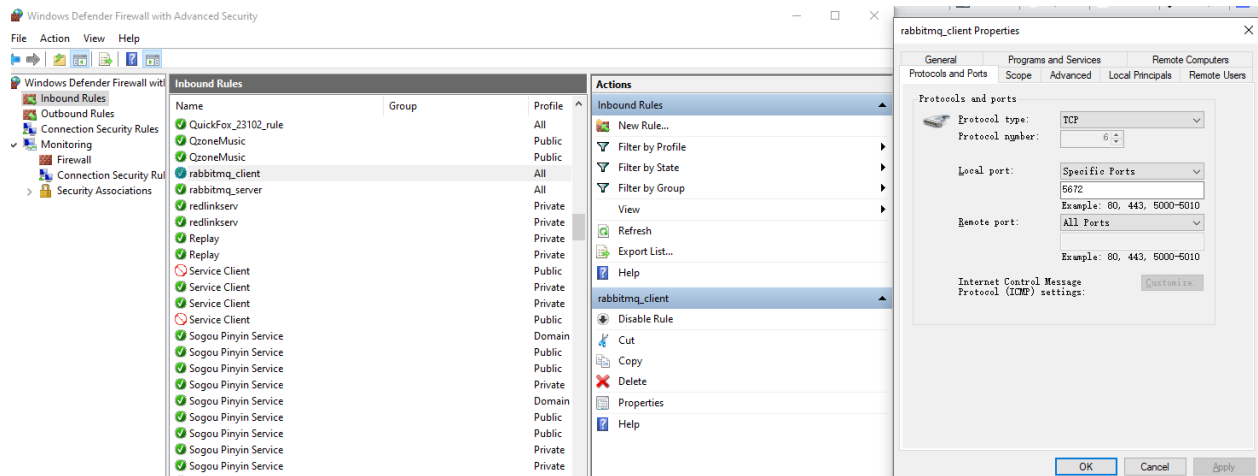 Windows Defender Firewall with Advanced Security
File Action View Help
Windows Defender Firewall with
Inbound Rules
Outbound Rules
Connection Security Rules
Monitoring
Firewall
Connection Security Rul
Security Associations
Inbound Rules
Name Group Profile
QuickFox_23102_rule All
QzoneMusic Public
QzoneMusic Public
rabbitmq_client All
rabbitmq_server All
redlinkserv Private
redlinkserv Private
Replay Private
Replay Private
Service Client Public
Service Client Private
Service Client Private
Service Client Public
Sogou Pinyin Service Domain
Sogou Pinyin Service Public
Sogou Pinyin Service Public
Sogou Pinyin Service Private
Sogou Pinyin Service Domain
Sogou Pinyin Service Public
Sogou Pinyin Service Public
Sogou Pinyin Service Private
Sogou Pinyin Service Private
Actions
Inbound Rules
New Rule...
Filter by Profile
Filter by State
Filter by Group
View
Refresh
Export List...
Help
rabbitmq_client
Disable Rule
Cut
Copy
Delete
Properties
Help
rabbitmq_client Properties
General Programs and Services Remote Computers
Protocols and Ports Scope Advanced Local Principals Remote Users
Protocols and ports
Protocol type: TCP
Protocol number: 6
Local port: Specific Ports
5672
Example: 80, 443, 5000-5010
Remote port: All Ports
Example: 80, 443, 5000-5010
Internet Control Message
Protocol (ICMP) settings: Customize.
OK Cancel Apply